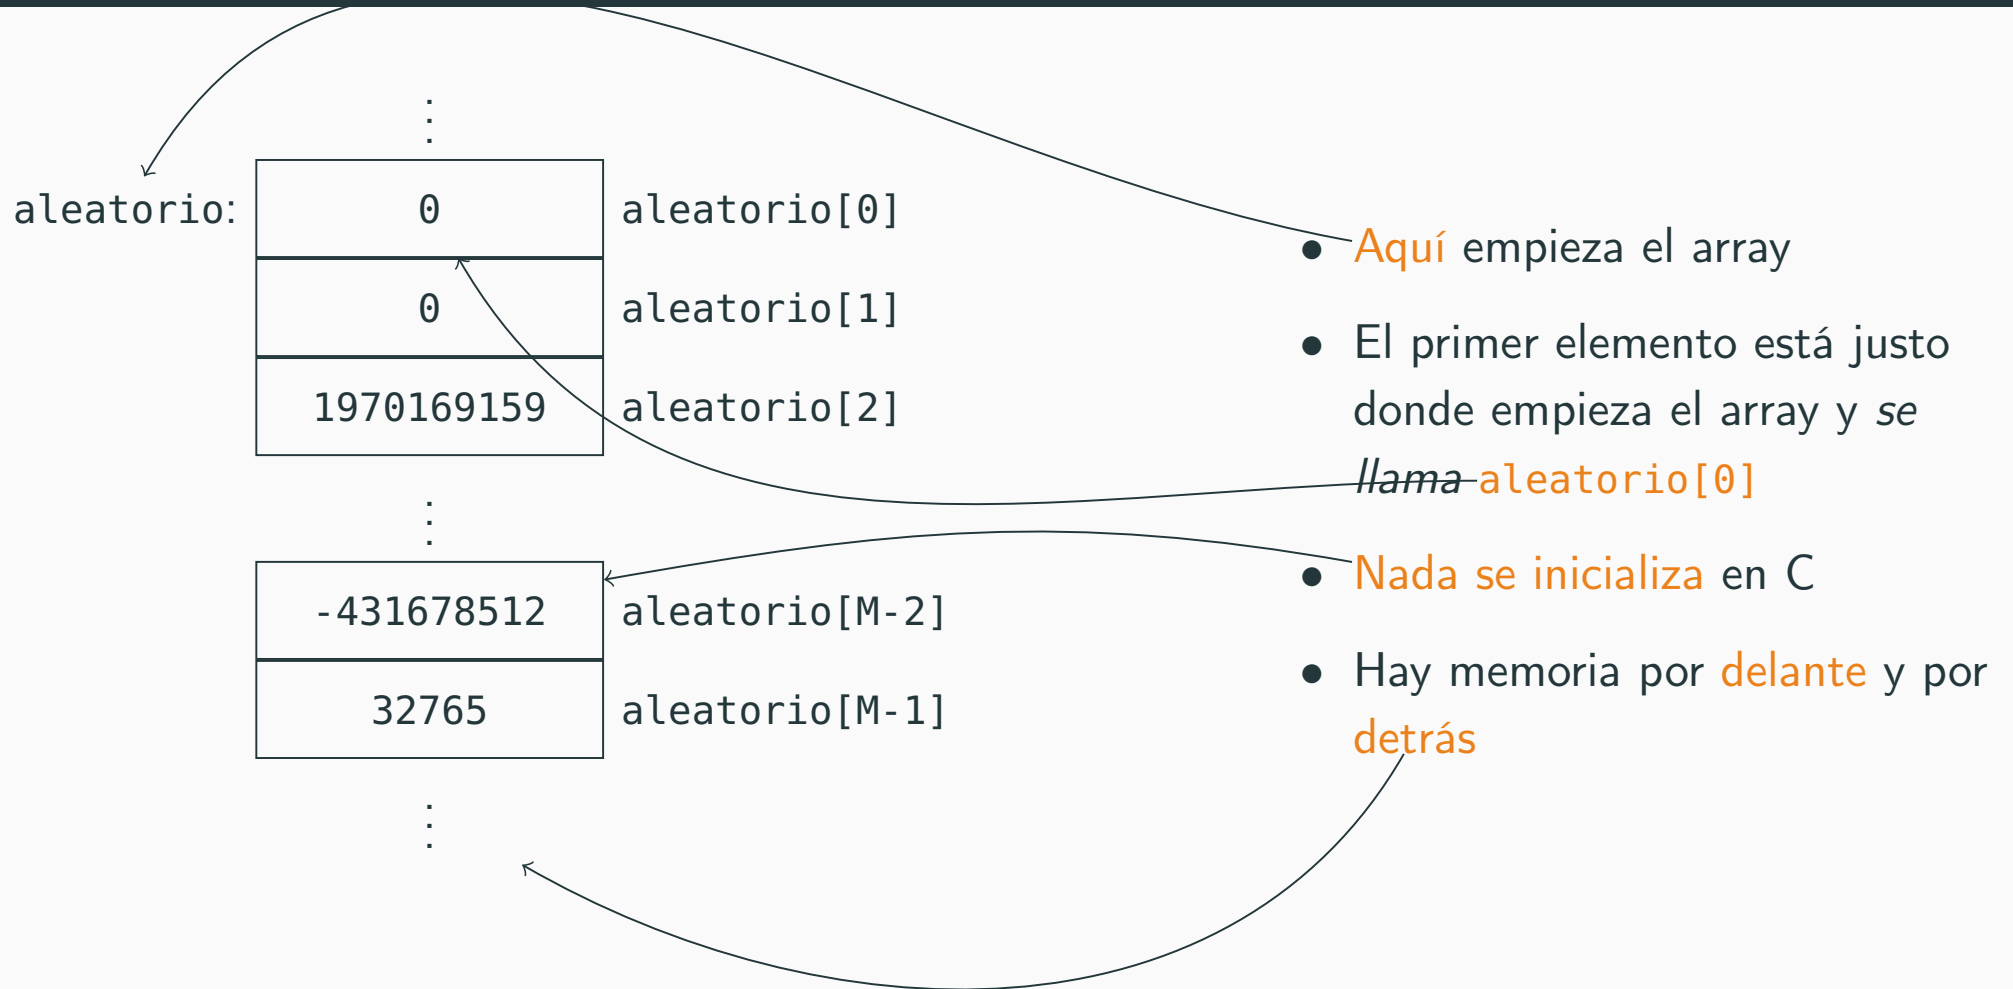 aleatorio:
0
aleatorio[0]
0
aleatorio[1]
1970169159
aleatorio[2]
-431678512
aleatorio[M-2]
32765
aleatorio[M-1]
• Aquí empieza el array
• El primer elemento está justo
donde empieza el array y se
llama aleatorio[0]
• Nada se inicializa en C
• Hay memoria por delante y por
detrás